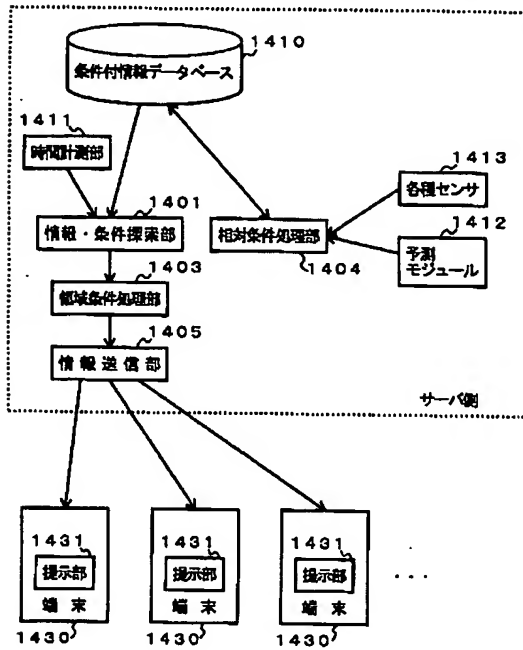 1410
条件付情報データベース
1411
時間計測部
1413
各種センサ
1401
情報・条件探索部
相対条件処理部
1404
1412
予測
モジュール
1403
領域条件処理部
1405
情報送信部
サーバ側
1431
提示部
端末
1430
1431
提示部
端末
1430
1431
提示部
端末
1430
...